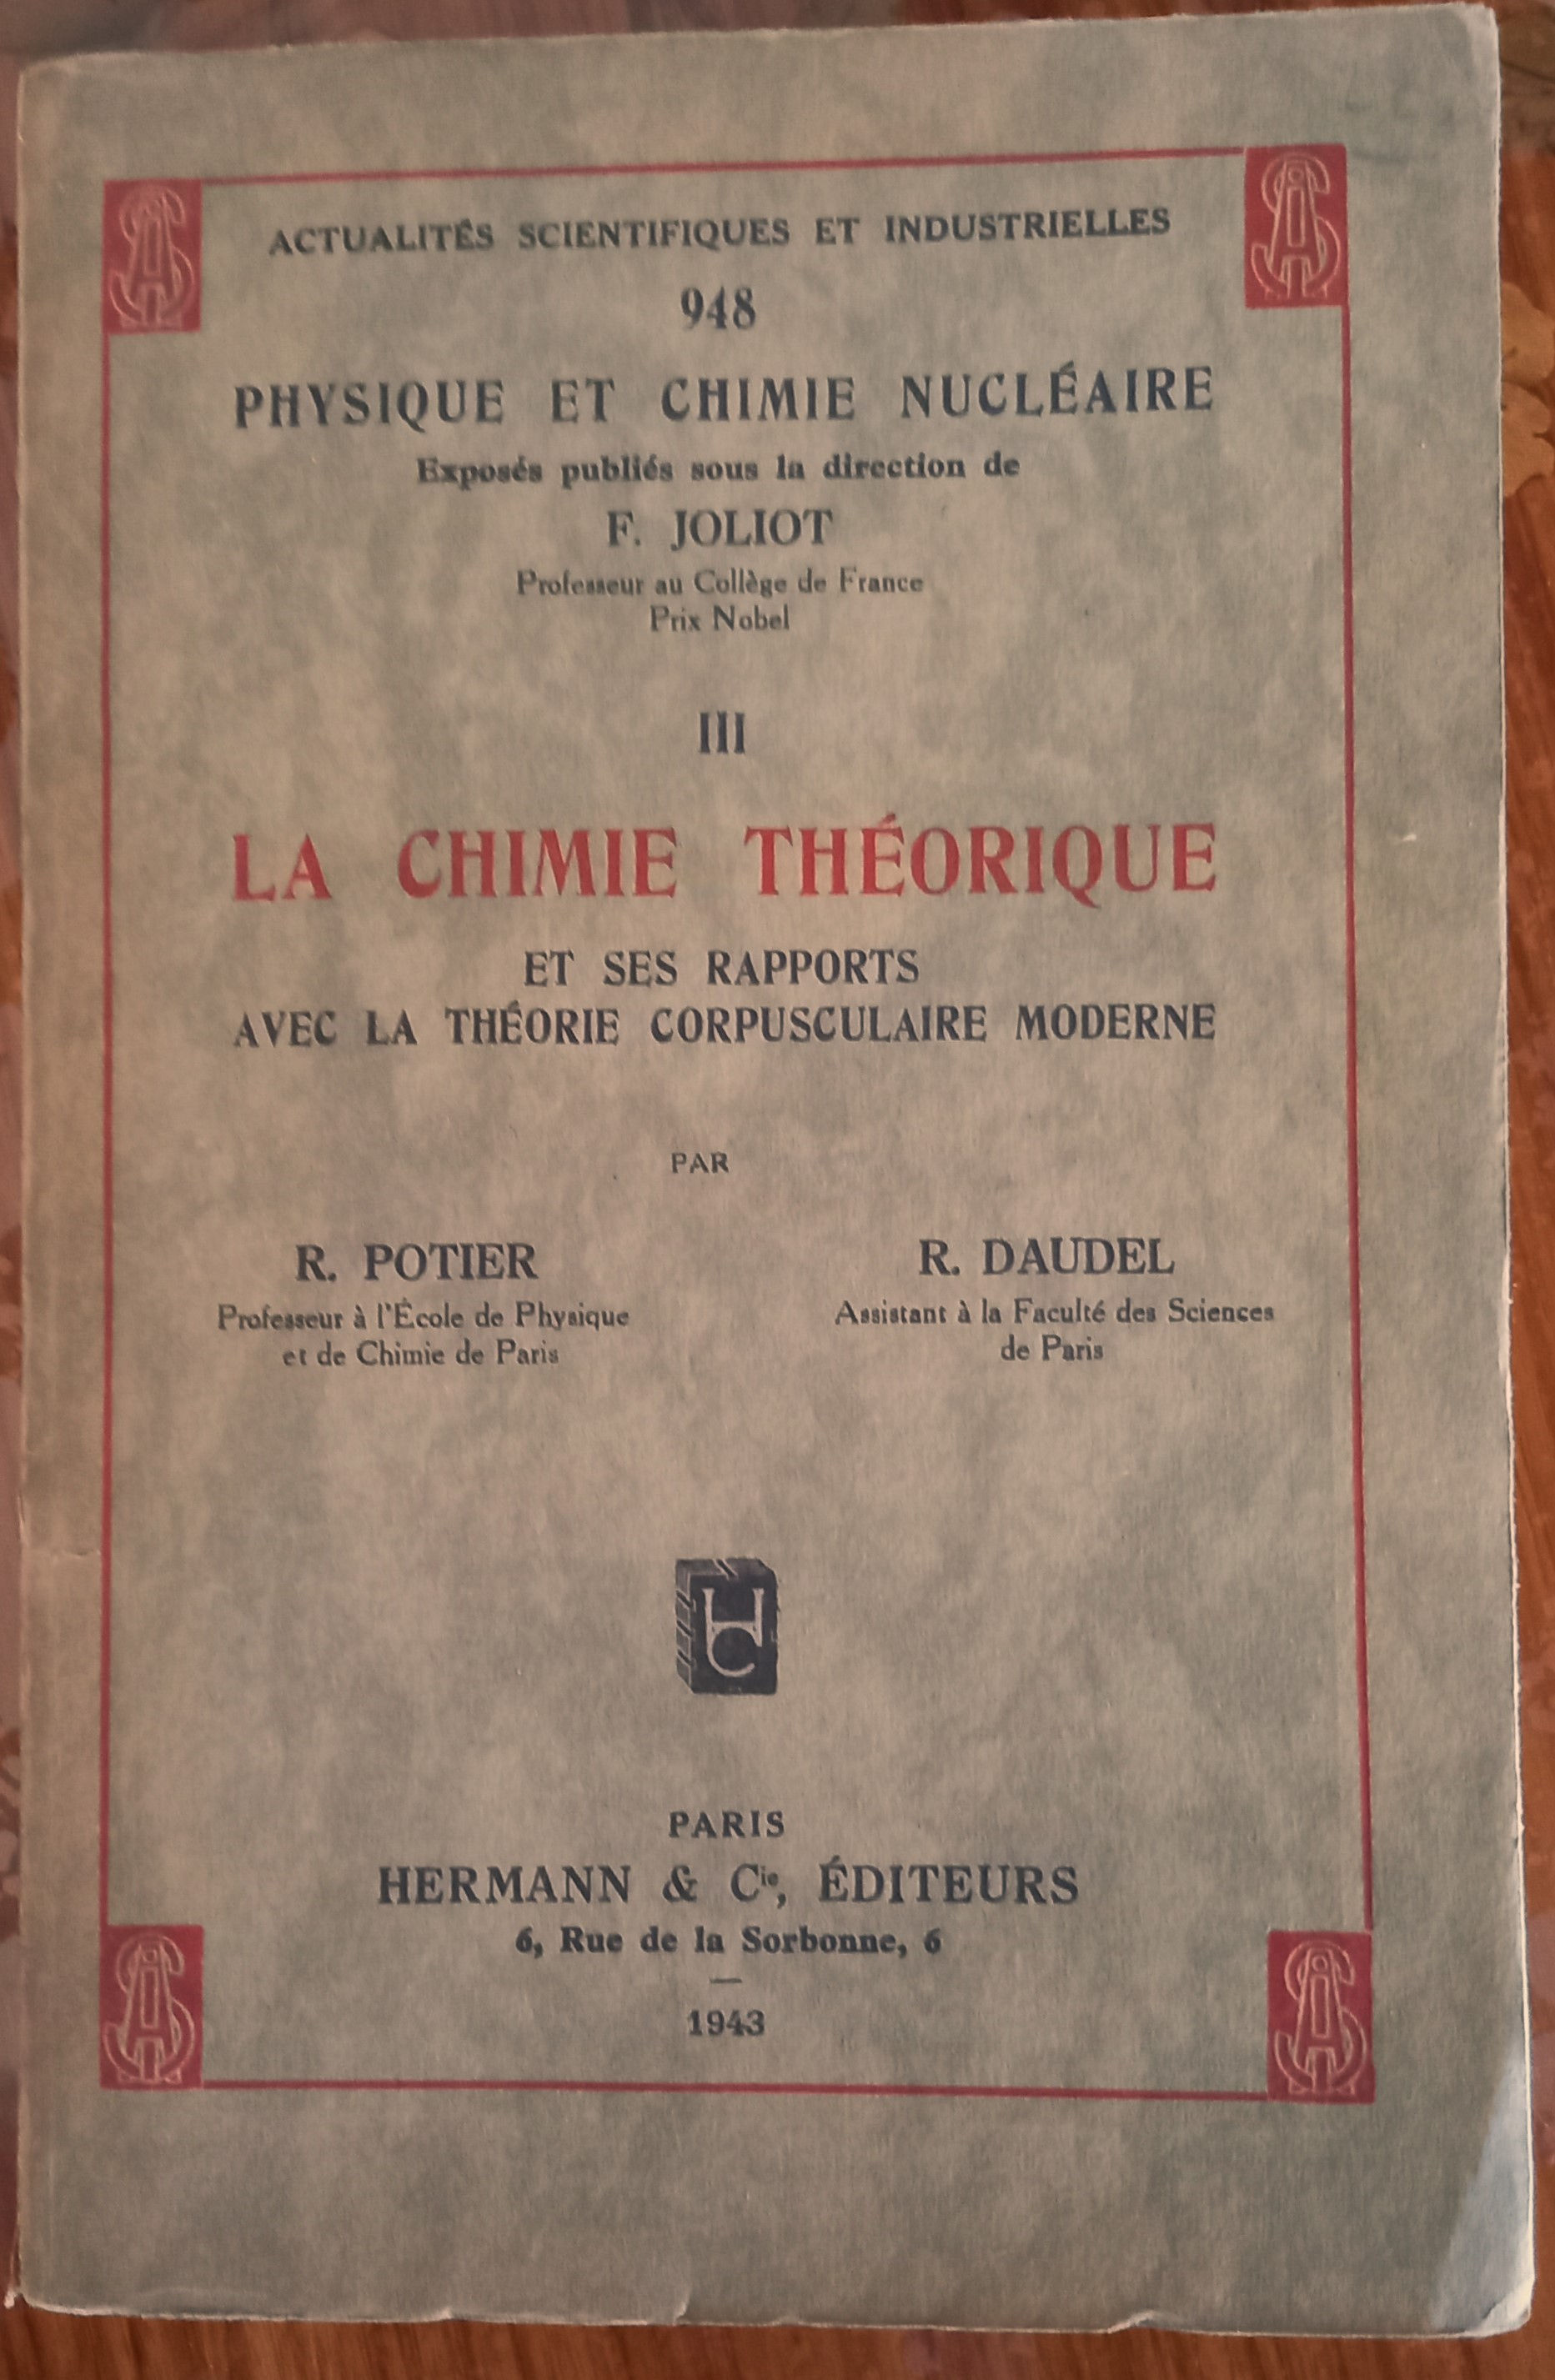 ACTUALITÉS SCIENTIFIQUES ET INDUSTRIELLES
948
PHYSIQUE ET CHIMIE NUCLÉAIRE
Exposés publiés sous la direction de
F. JOLIOT
Professeur au Collège de France
Prix Nobel
III
LA CHIMIE THÉORIQUE
ET SES RAPPORTS
AVEC LA THÉORIE CORPUSCULAIRE MODERNE
PAR
R. POTIER
Professeur à l'École de Physique
et de Chimie de Paris
R. DAUDEL
Assistant à la Faculté des Sciences
de Paris
HC
PARIS
HERMANN & Cie, ÉDITEURS
6, Rue de la Sorbonne, 6
1943